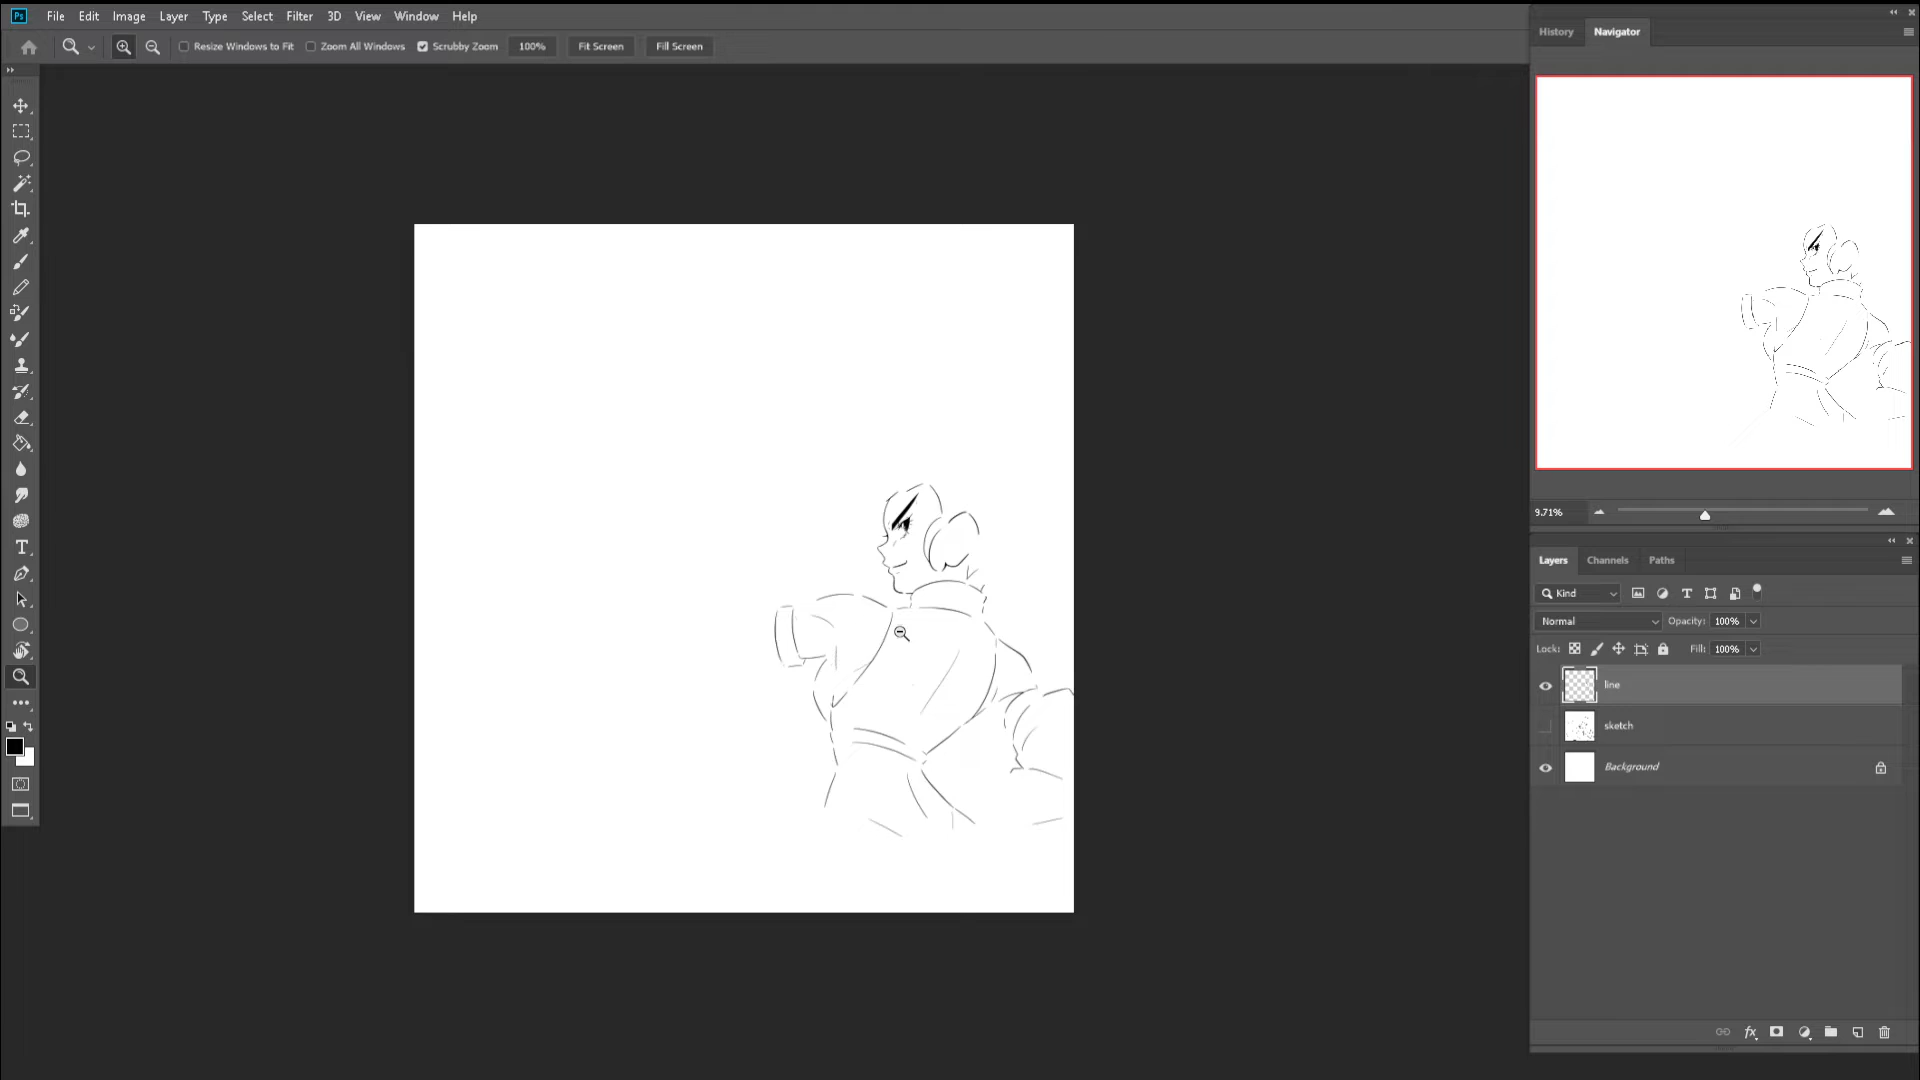 Ps File Edit Image Layer Type Select Filter 3D View Window Help
Resize Windows to Fit Zoom All Windows Scrubby Zoom 100% Fit Screen Fill Screen
History Navigator
9.71%
Layers Channels Paths
Kind
Normal Opacity: 100%
Lock: Fill: 100%
line
sketch
Background